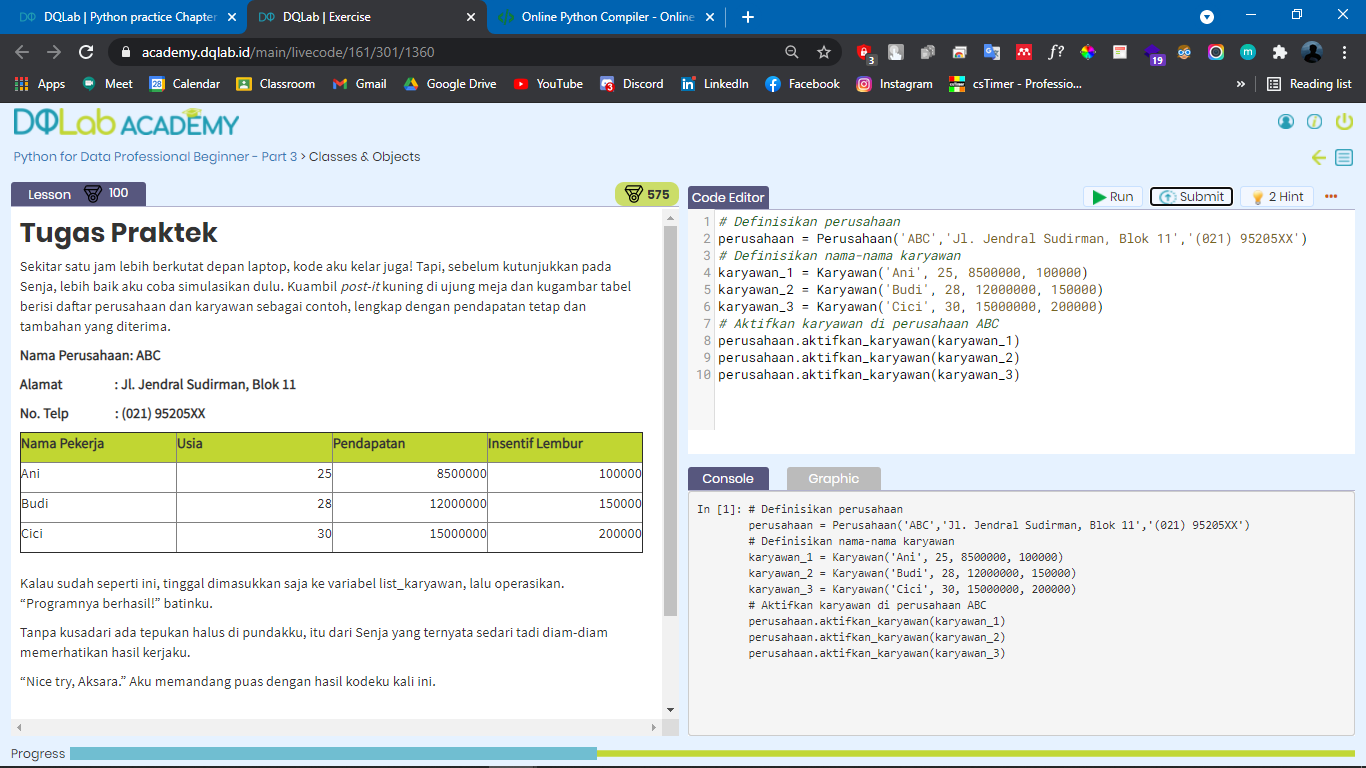 DQLab | Python practice Chapter
DQLab | Exercise
Online Python Compiler - Online
academy.dqlab.id/main/livecode/161/301/1360
3
f?
19
m
Apps
Meet
28
Calendar
Classroom
Gmail
Google Drive
YouTube
3
Discord
LinkedIn
Facebook
Instagram
csTimer - Professio...
»
Reading list
DQLab ACADEMY
Python for Data Professional Beginner - Part 3 > Classes & Objects
Lesson 100
575
Tugas Praktek
Sekitar satu jam lebih berkutat depan laptop, kode aku kelar juga! Tapi, sebelum kutunjukkan pada
Senja, lebih baik aku coba simulasikan dulu. Kuambil post-it kuning di ujung meja dan kugambar tabel
berisi daftar perusahaan dan karyawan sebagai contoh, lengkap dengan pendapatan tetap dan
tambahan yang diterima.
Nama Perusahaan: ABC
Alamat : Jl. Jendral Sudirman, Blok 11
No. Telp : (021) 95205XX
Nama Pekerja Usia Pendapatan Insentif Lembur
Ani 25 8500000 100000
Budi 28 12000000 150000
Cici 30 15000000 200000
Kalau sudah seperti ini, tinggal dimasukkan saja ke variabel list_karyawan, lalu operasikan.
“Programnya berhasil!” batinku.
Tanpa kusadari ada tepukan halus di pundakku, itu dari Senja yang ternyata sedari tadi diam-diam
memerhatikan hasil kerjaku.
“Nice try, Aksara.” Aku memandang puas dengan hasil kodeku kali ini.
Code Editor
Run
Submit
2 Hint
1 # Definisikan perusahaan
2 perusahaan = Perusahaan('ABC','Jl. Jendral Sudirman, Blok 11','(021) 95205XX')
3 # Definisikan nama-nama karyawan
4 karyawan_1 = Karyawan('Ani', 25, 8500000, 100000)
5 karyawan_2 = Karyawan('Budi', 28, 12000000, 150000)
6 karyawan_3 = Karyawan('Cici', 30, 15000000, 200000)
7 # Aktifkan karyawan di perusahaan ABC
8 perusahaan.aktifkan_karyawan(karyawan_1)
9 perusahaan.aktifkan_karyawan(karyawan_2)
10 perusahaan.aktifkan_karyawan(karyawan_3)
Console
Graphic
In [1]: # Definisikan perusahaan
perusahaan = Perusahaan('ABC','Jl. Jendral Sudirman, Blok 11','(021) 95205XX')
# Definisikan nama-nama karyawan
karyawan_1 = Karyawan('Ani', 25, 8500000, 100000)
karyawan_2 = Karyawan('Budi', 28, 12000000, 150000)
karyawan_3 = Karyawan('Cici', 30, 15000000, 200000)
# Aktifkan karyawan di perusahaan ABC
perusahaan.aktifkan_karyawan(karyawan_1)
perusahaan.aktifkan_karyawan(karyawan_2)
perusahaan.aktifkan_karyawan(karyawan_3)
Progress